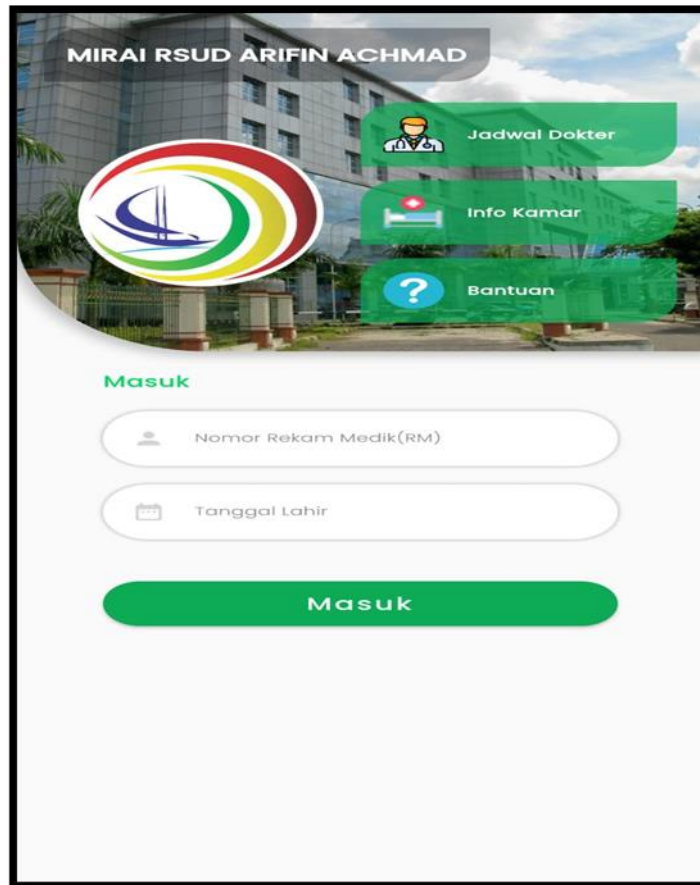 MIRAI RSUD ARIFIN ACHMAD
Jadwal Dokter
Info Kamar
?
Bantuan
Masuk
Nomor Rekam Medik(RM)
Tanggal Lahir
Masuk